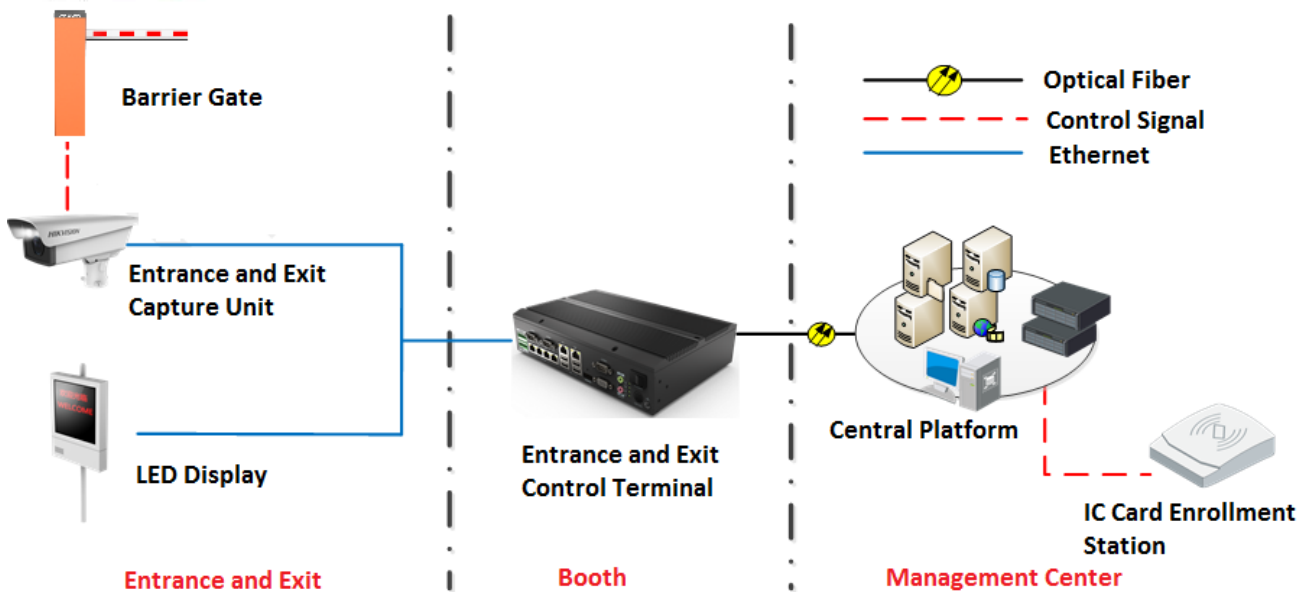 Barrier Gate
Optical Fiber
Control Signal
Ethernet
HIKVISION
Entrance and Exit
Capture Unit
WELCOME
LED Display
Entrance and Exit
Control Terminal
Central Platform
IC Card Enrollment
Station
Entrance and Exit
Booth
Management Center